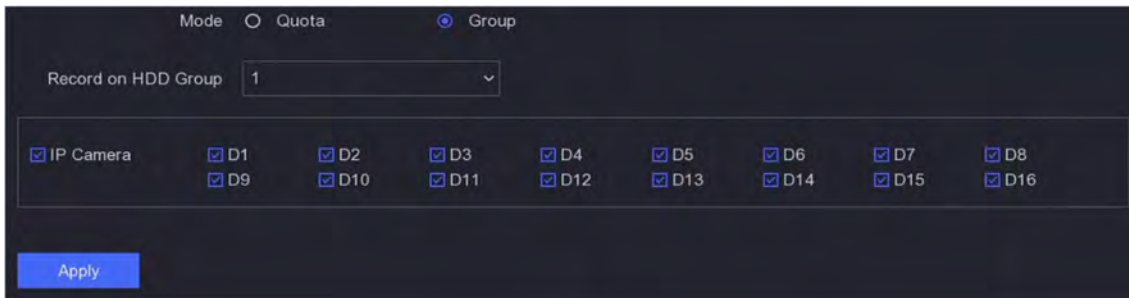 Mode Quota Group
Record on HDD Group 1
IP Camera D1 D2 D3 D4 D5 D6 D7 D8
D9 D10 D11 D12 D13 D14 D15 D16
Apply